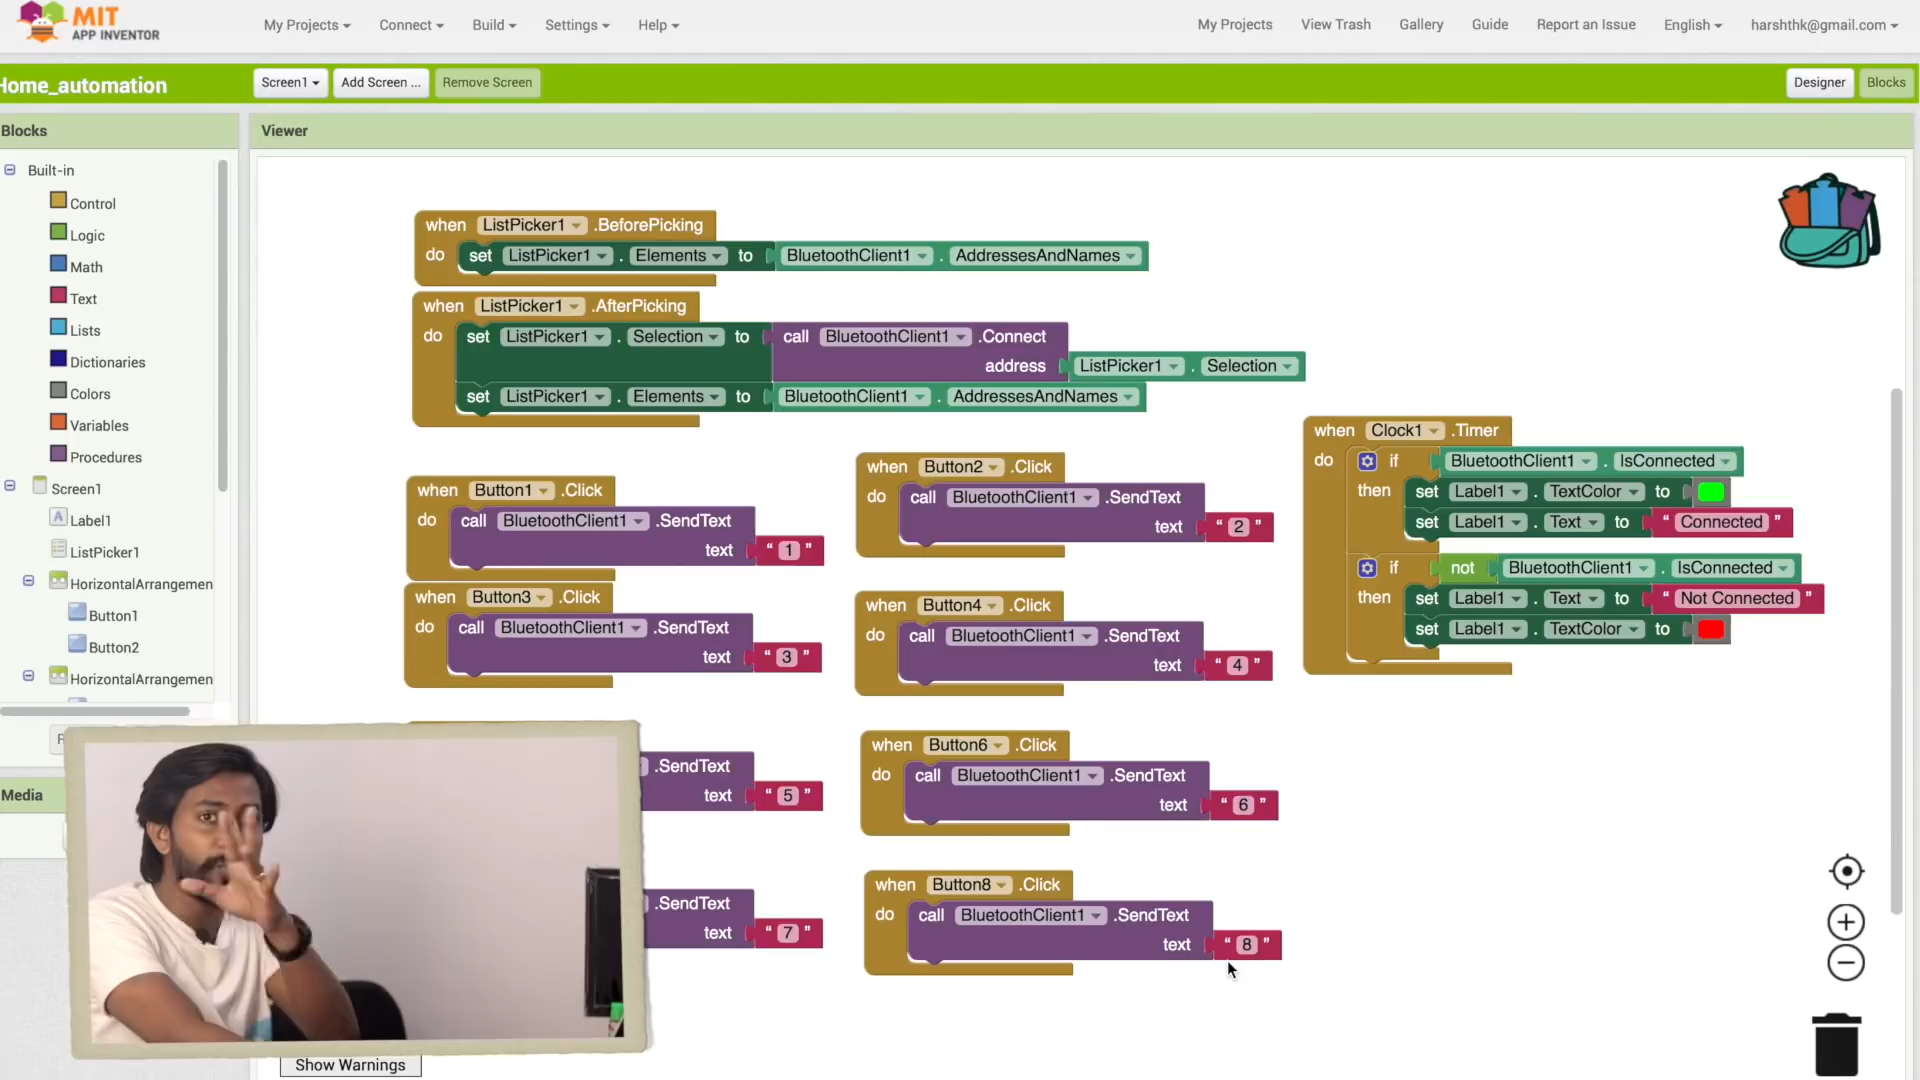 MIT
APP INVENTOR
My Projects Connect Build Settings Help My Projects View Trash Gallery Guide Report an Issue English harshthk@gmail.com
Home_automation Screen1 Add Screen ... Remove Screen Designer Blocks
Blocks
Viewer
Built-in
Control
Logic
Math
Text
Lists
Dictionaries
Colors
Variables
Procedures
Screen1
Label1
ListPicker1
HorizontalArrangemen
Button1
Button2
HorizontalArrangemen
Media
when ListPicker1 .BeforePicking
do set ListPicker1 . Elements to BluetoothClient1 . AddressesAndNames
when ListPicker1 .AfterPicking
do set ListPicker1 . Selection to call BluetoothClient1 .Connect
address ListPicker1 . Selection
set ListPicker1 . Elements to BluetoothClient1 . AddressesAndNames
when Button1 .Click
do call BluetoothClient1 .SendText
text “ 1 ”
when Button2 .Click
do call BluetoothClient1 .SendText
text “ 2 ”
when Button3 .Click
do call BluetoothClient1 .SendText
text “ 3 ”
when Button4 .Click
do call BluetoothClient1 .SendText
text “ 4 ”
.SendText
text “ 5 ”
when Button6 .Click
do call BluetoothClient1 .SendText
text “ 6 ”
.SendText
text “ 7 ”
when Button8 .Click
do call BluetoothClient1 .SendText
text “ 8 ”
when Clock1 .Timer
do if BluetoothClient1 . IsConnected
then set Label1 . TextColor to
set Label1 . Text to “ Connected ”
if not BluetoothClient1 . IsConnected
then set Label1 . Text to “ Not Connected ”
set Label1 . TextColor to
Show Warnings